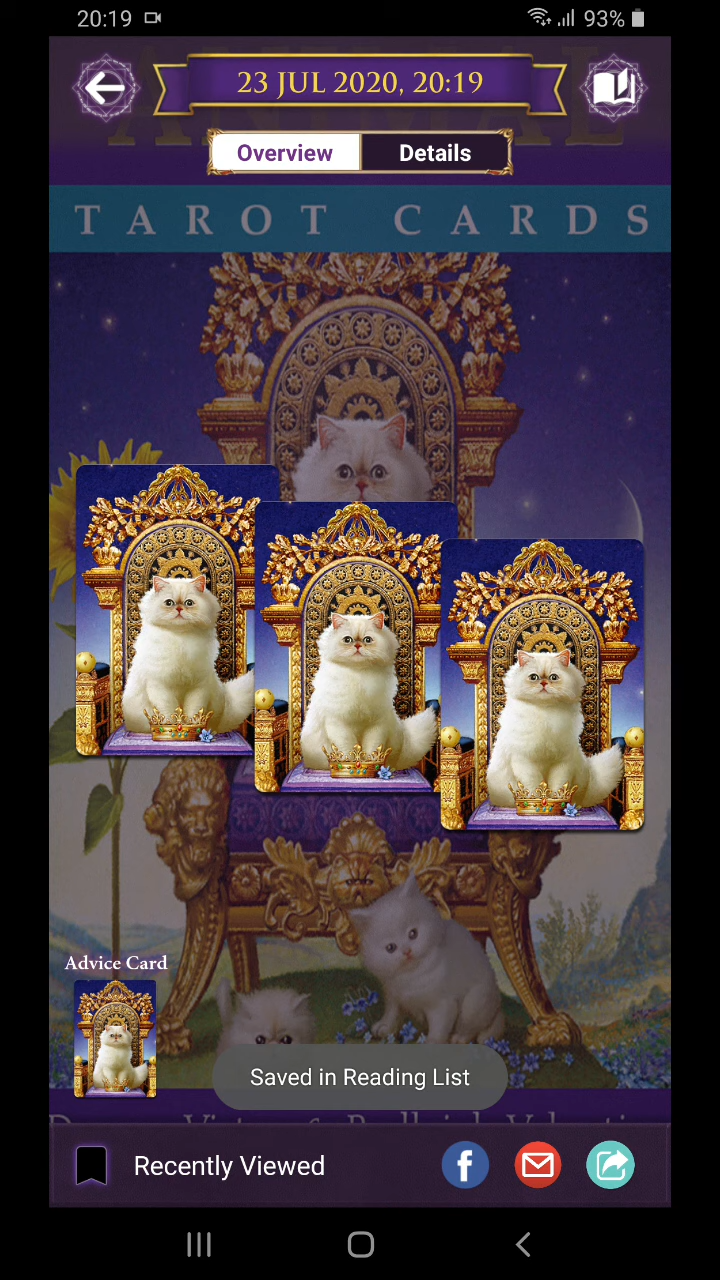 20:19
93%
23 JUL 2020, 20:19
Overview Details
TAROT CARDS
Advice Card
Saved in Reading List
Recently Viewed